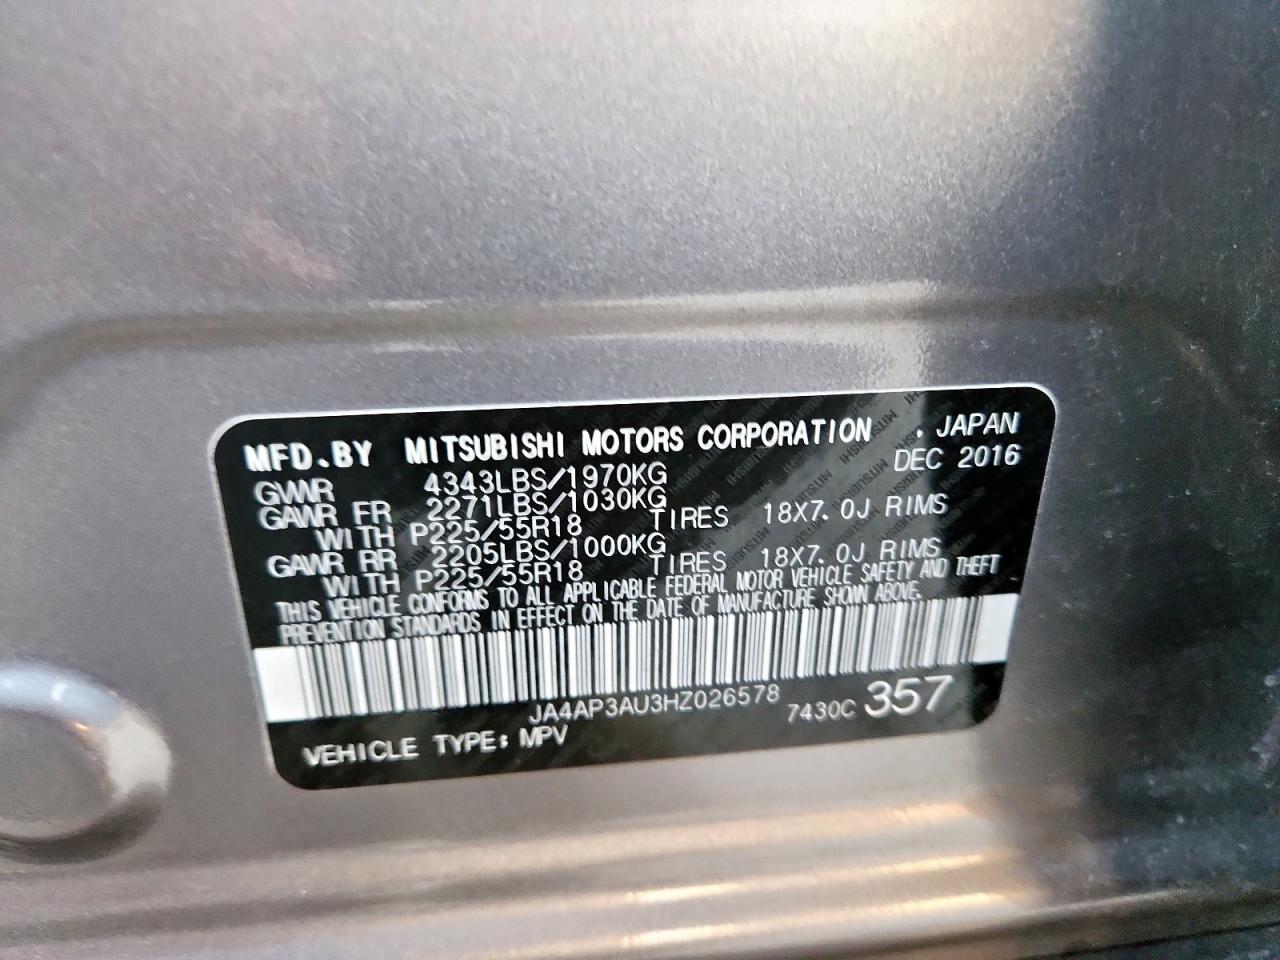 MFD. BY MITSUBISHI MOTORS CORPORATION . JAPAN
DEC 2016
GVWR 4343LBS/1970KG
GAWR FR 2271LBS/1030KG
WITH P225/55R18 TIRES 18X7.0J RIMS
GAWR RR 2205LBS/1000KG
WITH P225/55R18 TIRES 18X7.0J RIMS
THIS VEHICLE CONFORMS TO ALL APPLICABLE FEDERAL MOTOR VEHICLE SAFETY AND THEFT
PREVENTION STANDARDS IN EFFECT ON THE DATE OF MANUFACTURE SHOWN ABOVE.
JA4AP3AU3HZ026578 7430C 357
VEHICLE TYPE: MPV